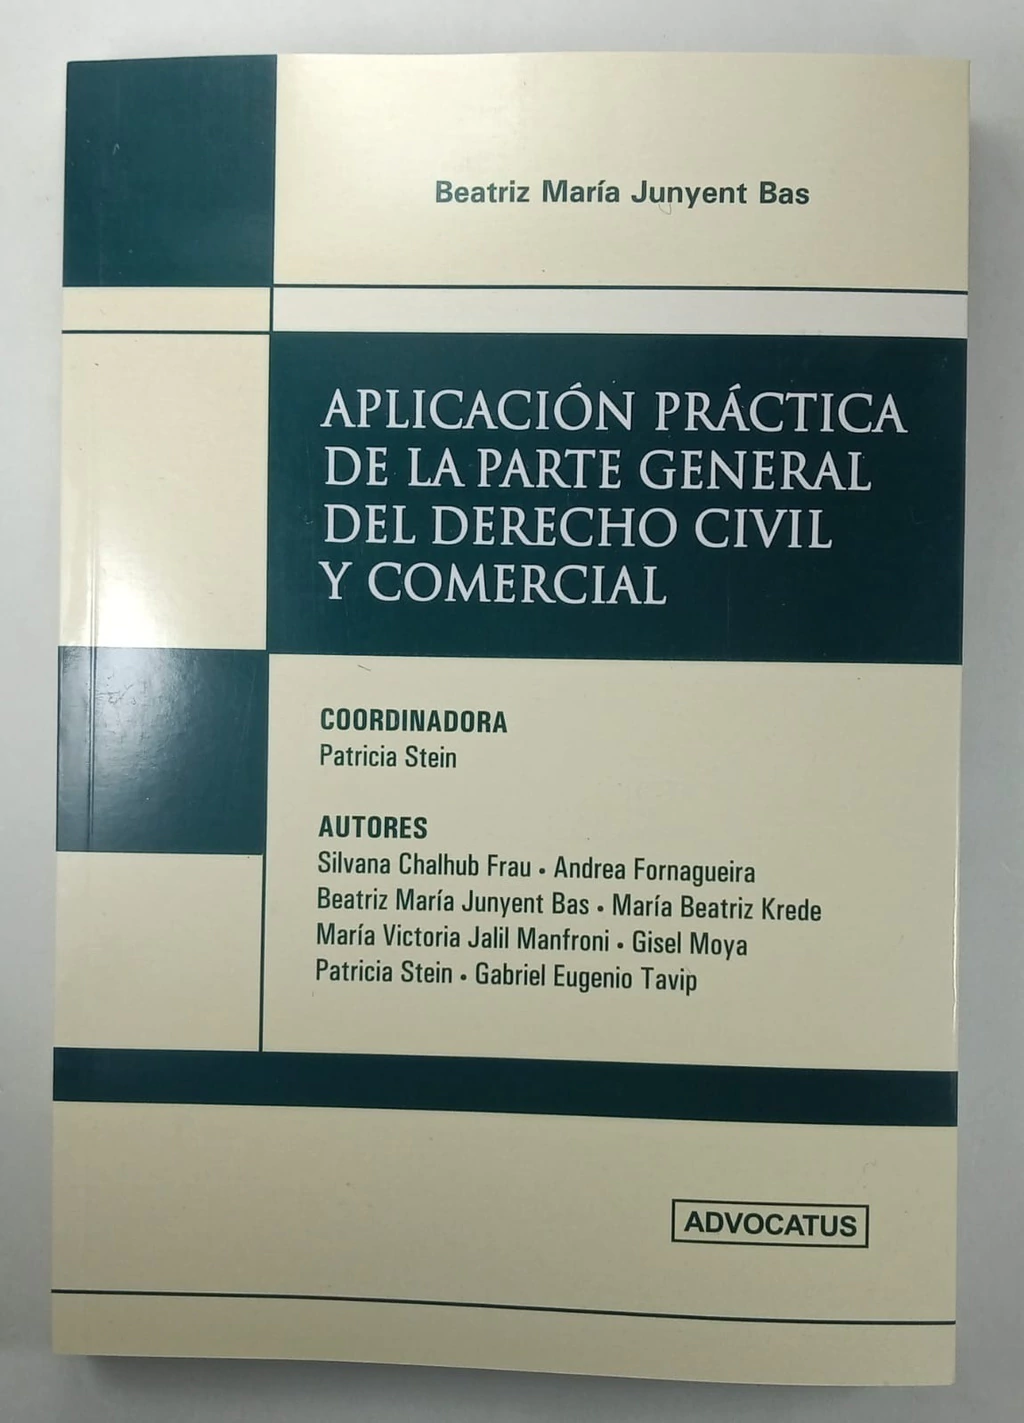 Beatriz María Junyent Bas
APLICACIÓN PRÁCTICA
DE LA PARTE GENERAL
DEL DERECHO CIVIL
Y COMERCIAL
COORDINADORA
Patricia Stein
AUTORES
Silvana Chalhub Frau • Andrea Fornagueira
Beatriz María Junyent Bas • María Beatriz Krede
María Victoria Jalil Manfroni • Gisel Moya
Patricia Stein • Gabriel Eugenio Tavip
ADVOCATUS